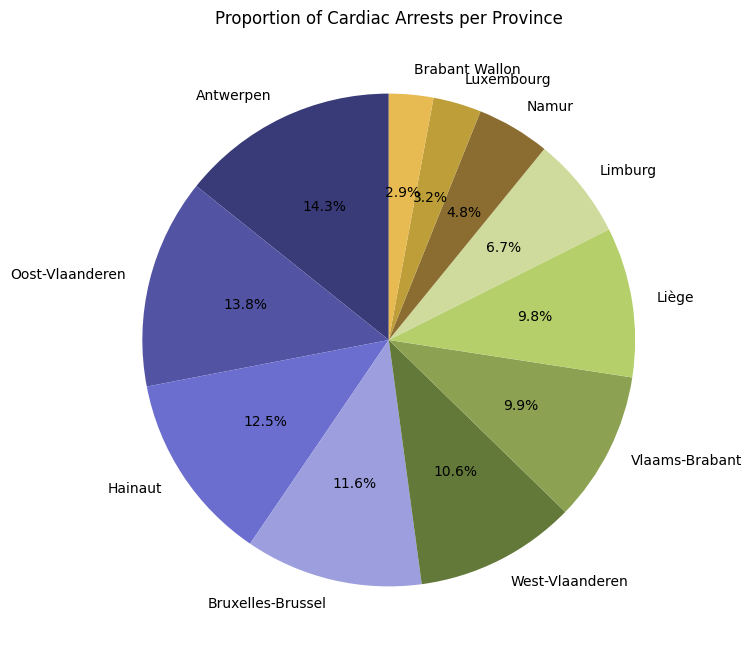 Proportion of Cardiac Arrests per Province
Brabant Wallon
Luxembourg
Antwerpen
Namur
Limburg
2.9%
3.2%
14.3%
4.8%
6.7%
Oost-Vlaanderen
Liège
13.8%
9.8%
9.9%
12.5%
Vlaams-Brabant
10.6%
11.6%
Hainaut
West-Vlaanderen
Bruxelles-Brussel